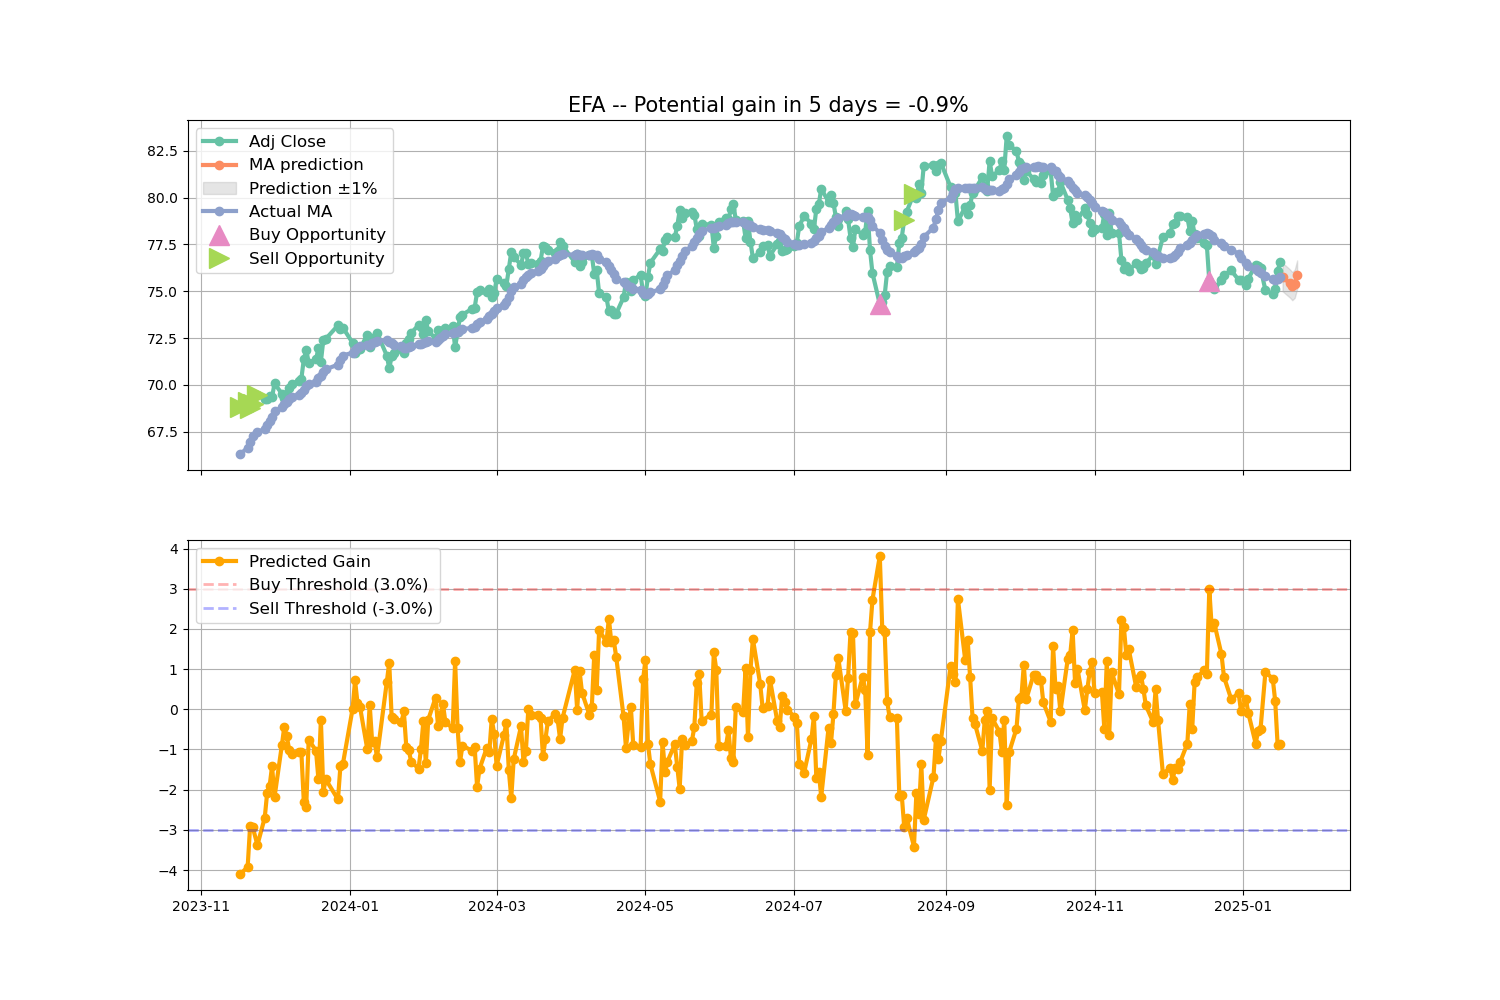 EFA -- Potential gain in 5 days = -0.9%
Adj Close
MA prediction
Prediction ±1%
Actual MA
Buy Opportunity
Sell Opportunity
82.5
80.0
77.5
75.0
72.5
70.0
67.5
Predicted Gain
Buy Threshold (3.0%)
Sell Threshold (-3.0%)
4
3
2
1
0
−1
−2
−3
−4
2023-11
2024-01
2024-03
2024-05
2024-07
2024-09
2024-11
2025-01